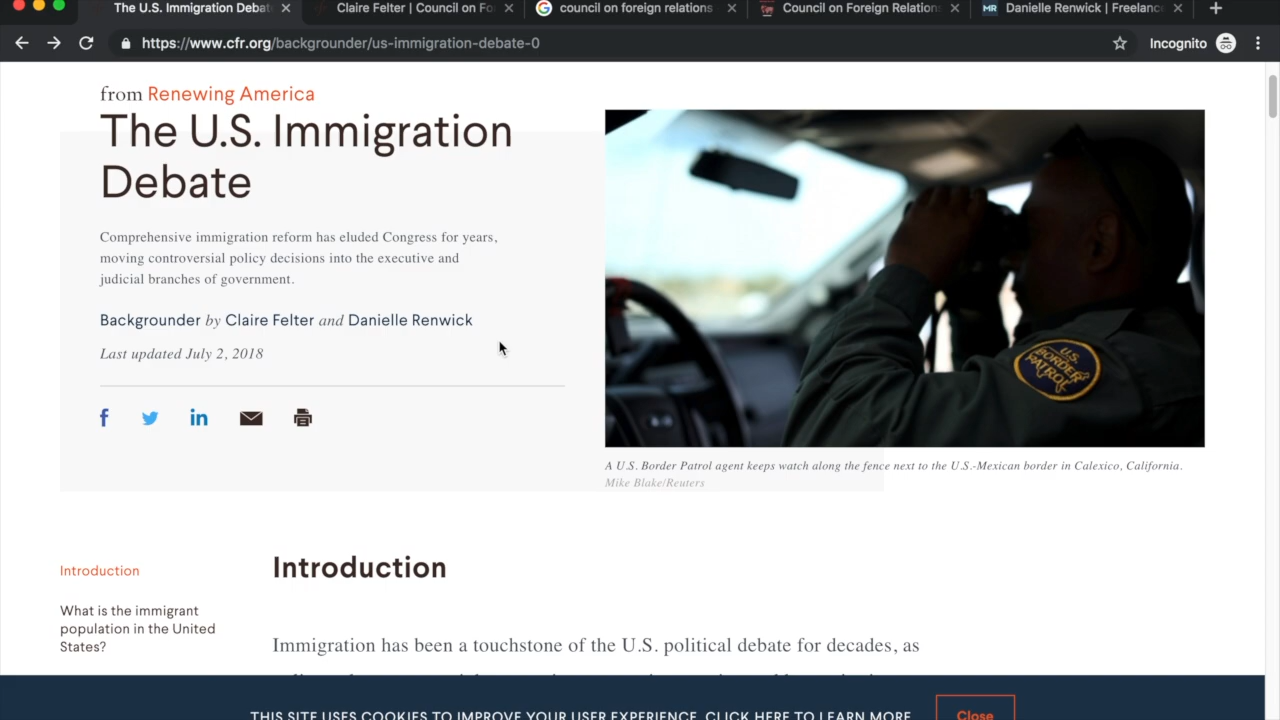 The U.S. Immigration Debat
Claire Felter | Council on Fo
council on foreign relations
Council on Foreign Relation
MR Danielle Renwick | Freelanc
https://www.cfr.org/backgrounder/us-immigration-debate-0
Incognito
from Renewing America
The U.S. Immigration
Debate
Comprehensive immigration reform has eluded Congress for years,
moving controversial policy decisions into the executive and
judicial branches of government.
Backgrounder by Claire Felter and Danielle Renwick
Last updated July 2, 2018
U.S.
BORDER
PATROL
A U.S. Border Patrol agent keeps watch along the fence next to the U.S.-Mexican border in Calexico, California.
Mike Blake/Reuters
Introduction
What is the immigrant
population in the United
States?
Introduction
Immigration has been a touchstone of the U.S. political debate for decades, as
THIS SITE USES COOKIES TO IMPROVE YOUR USER EXPERIENCE. CLICK HERE TO LEARN MORE
Close